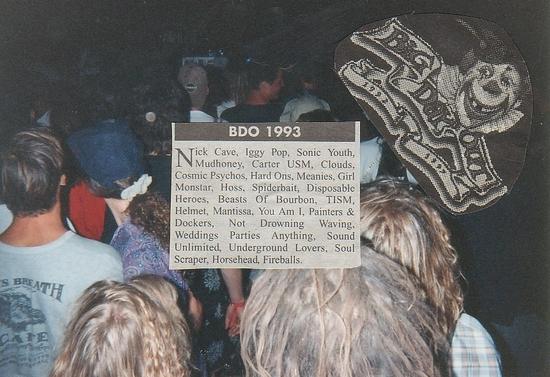 BIG DAY OUT
1993
BDO 1993
Nick Cave, Iggy Pop, Sonic Youth,
Mudhoney, Carter USM, Clouds,
Cosmic Psychos, Hard Ons, Meanies, Girl
Monstar, Hoss, Spiderbait, Disposable
Heroes, Beasts Of Bourbon, TISM,
Helmet, Mantissa, You Am I, Painters &
Dockers, Not Drowning Waving,
Weddings Parties Anything, Sound
Unlimited, Underground Lovers, Soul
Scraper, Horsehead, Fireballs.
BREATH
CAFE